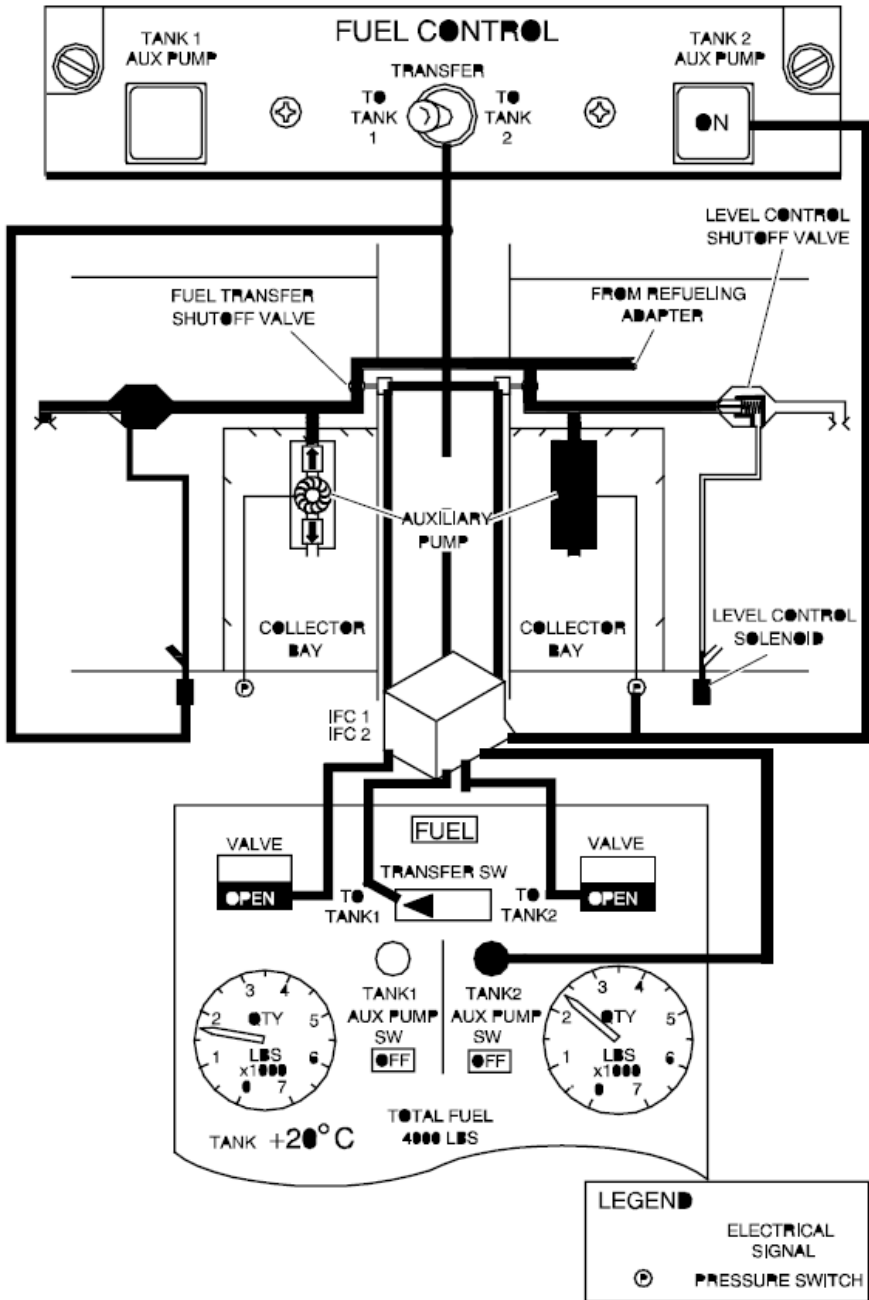 FUEL CONTROL
TANK 1
AUX PUMP
TRANSFER
TO
TANK
1
TO
TANK
2
TANK 2
AUX PUMP
ON
LEVEL CONTROL
SHUTOFF VALVE
FUEL TRANSFER
SHUTOFF VALVE
FROM REFUELING
ADAPTER
AUXILIARY
PUMP
COLLECTOR
BAY
COLLECTOR
BAY
LEVEL CONTROL
SOLENOID
P
P
IFC 1
IFC 2
FUEL
VALVE
OPEN
TRANSFER SW
TO
TANK1
TO
TANK2
VALVE
OPEN
TANK1
AUX PUMP
SW
OFF
TANK2
AUX PUMP
SW
OFF
0
1
2
3
4
5
6
7
QTY
LBS
x1000
0
1
2
3
4
5
6
7
QTY
LBS
x1000
TANK +20°C
TOTAL FUEL
4000 LBS
LEGEND
ELECTRICAL
SIGNAL
P PRESSURE SWITCH